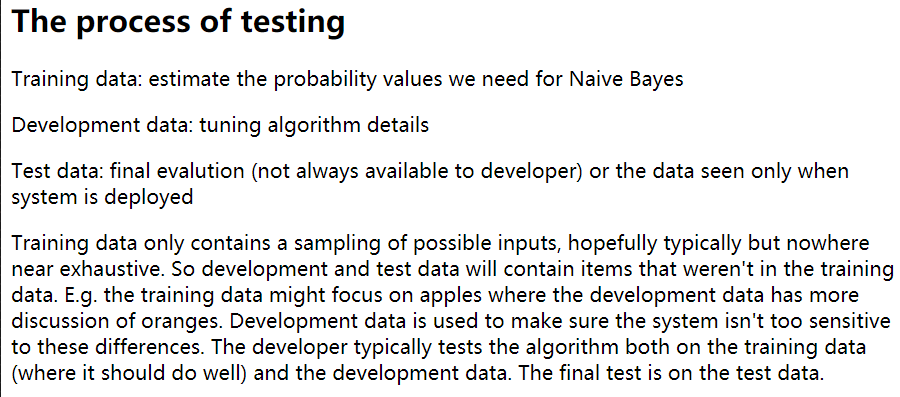 The process of testing
Training data: estimate the probability values we need for Naive Bayes
Development data: tuning algorithm details
Test data: final evalution (not always available to developer) or the data seen only when
system is deployed
Training data only contains a sampling of possible inputs, hopefully typically but nowhere
near exhaustive. So development and test data will contain items that weren't in the training
data. E.g. the training data might focus on apples where the development data has more
discussion of oranges. Development data is used to make sure the system isn't too sensitive
to these differences. The developer typically tests the algorithm both on the training data
(where it should do well) and the development data. The final test is on the test data.